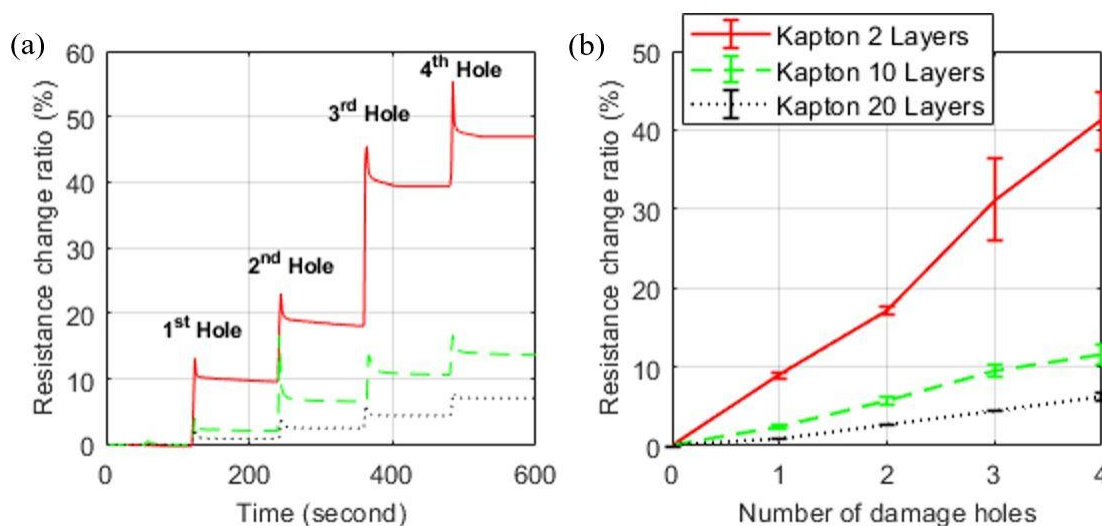 (a)
60
50
40
30
20
10
0
Resistance change ratio (%)
1st Hole
2nd Hole
3rd Hole
4th Hole
0 200 400 600
Time (second)
(b)
Kapton 2 Layers
Kapton 10 Layers
Kapton 20 Layers
50
40
30
20
10
0
Resistance change ratio (%)
0 1 2 3 4
Number of damage holes